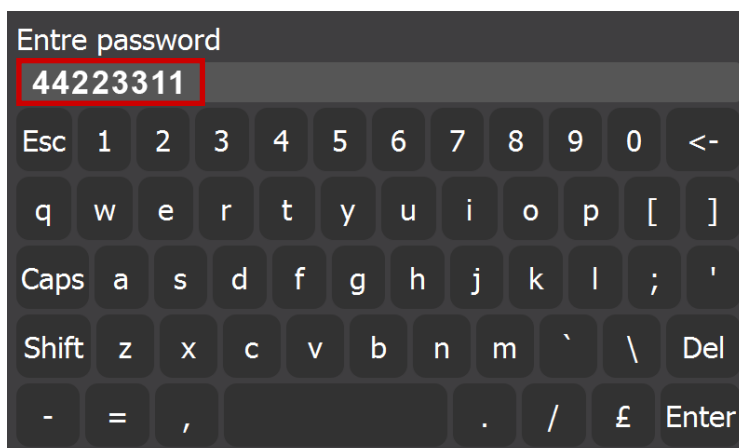 Entre password
44223311
Esc 1 2 3 4 5 6 7 8 9 0 <-
q w e r t y u i o p [ ]
Caps a s d f g h j k l ; '
Shift z x c v b n m ` \ Del
- = , . / £ Enter